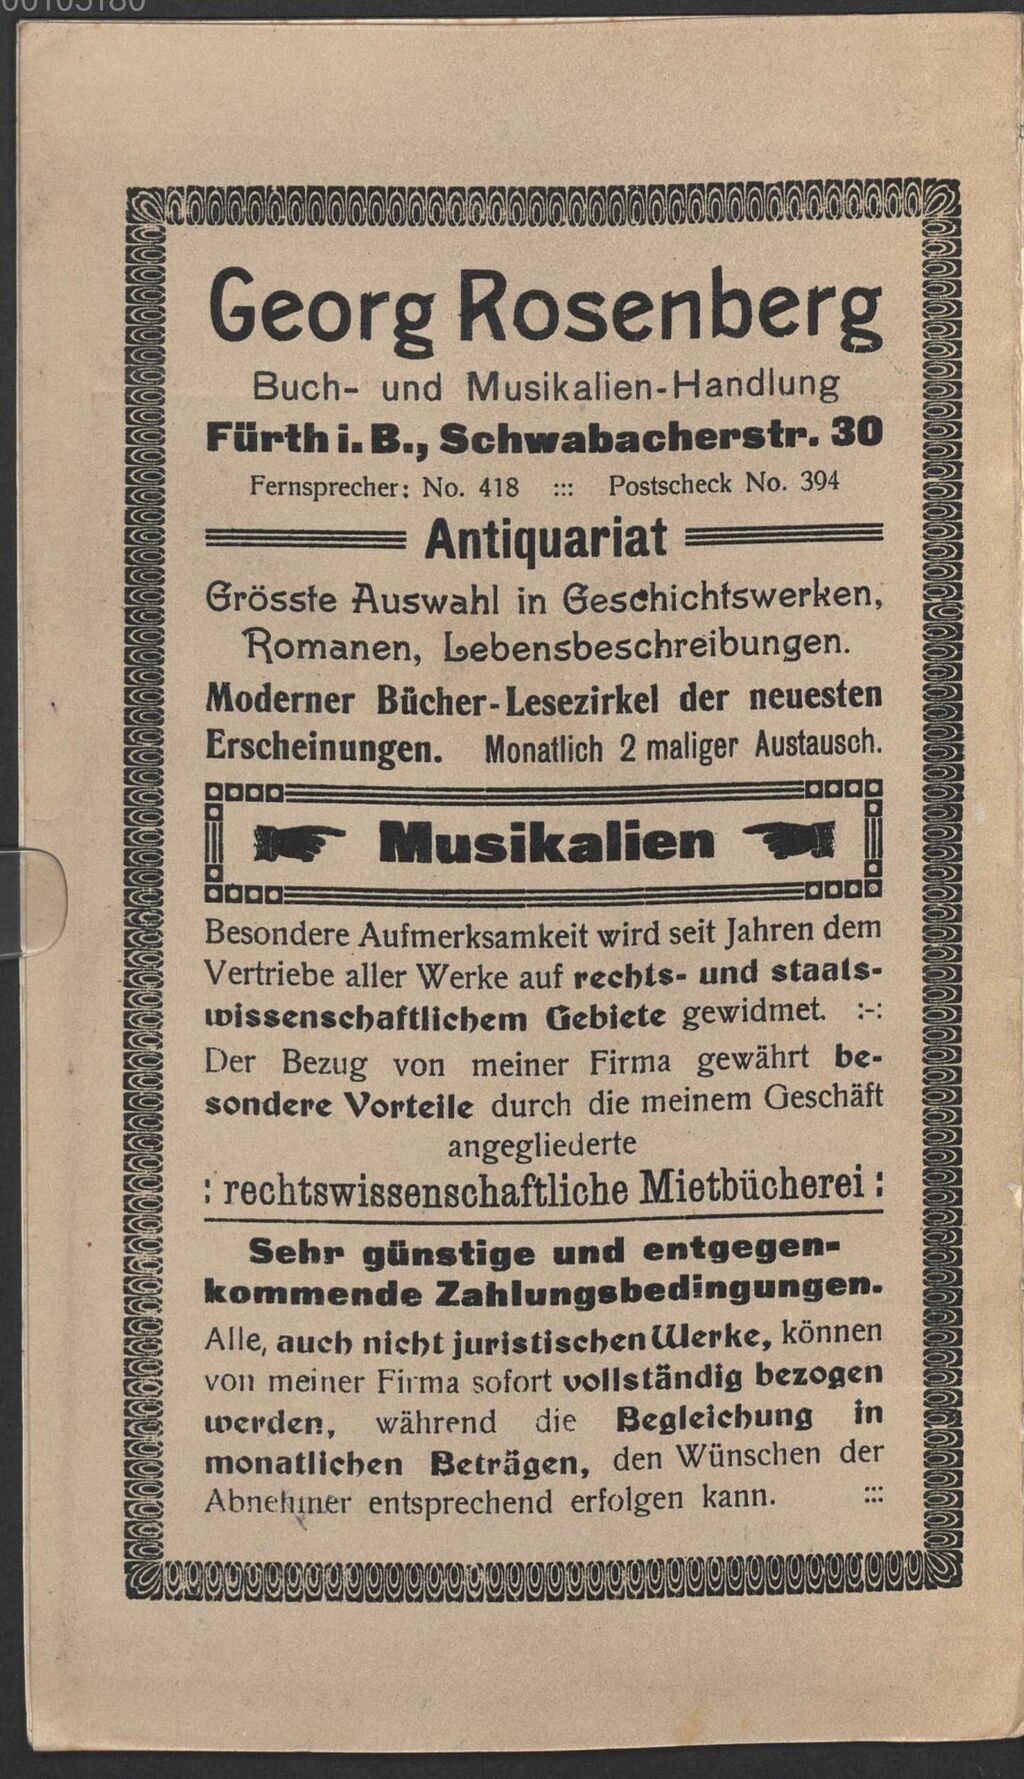 00105180
Georg Rosenberg
Buch- und Musikalien-Handlung
Fürth i. B., Schwabacherstr. 30
Fernsprecher: No. 418 ::: Postscheck No. 394
Antiquariat
Grösste Auswahl in Geschichtswerken,
Romanen, Lebensbeschreibungen.
Moderner Bücher-Lesezirkel der neuesten
Erscheinungen. Monatlich 2 maliger Austausch.
Musikalien
Besondere Aufmerksamkeit wird seit Jahren dem
Vertriebe aller Werke auf rechts- und staats-
wissenschaftlichem Gebiete gewidmet. :-:
Der Bezug von meiner Firma gewährt be-
sondere Vorteile durch die meinem Geschäft
angegliederte
: rechtswissenschaftliche Mietbücherei :
Sehr günstige und entgegen-
kommende Zahlungsbedingungen.
Alle, auch nicht juristischen Werke, können
von meiner Firma sofort vollständig bezogen
werden, während die Begleichung in
monatlichen Beträgen, den Wünschen der
Abnehmer entsprechend erfolgen kann. :::